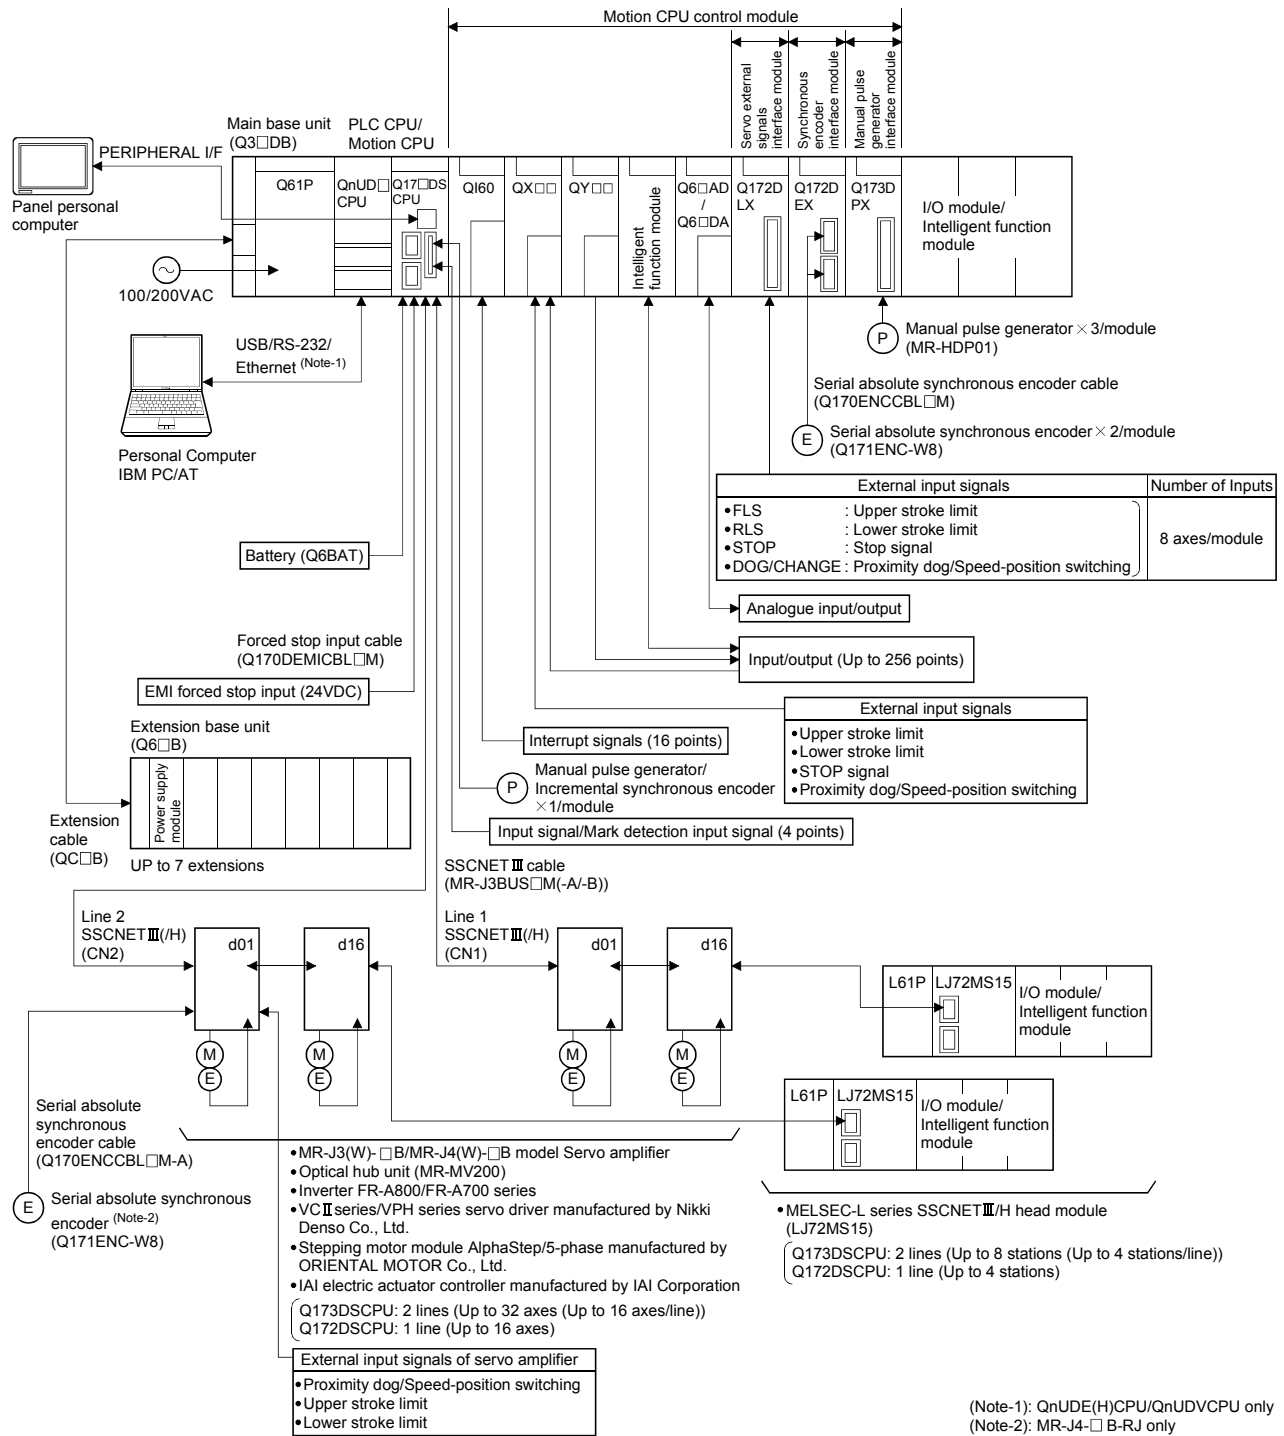 Motion CPU control module
Servo external
signals
interface module
Synchronous
encoder
interface module
Manual pulse
generator
interface module
Main base unit
(Q3□DB)
PLC CPU/
Motion CPU
PERIPHERAL I/F
Panel personal
computer
Q61P
QnUD□
CPU
Q17□DS
CPU
QI60
QX□□
QY□□
Intelligent
function module
Q6□AD
/
Q6□DA
Q172D
LX
Q172D
EX
Q173D
PX
I/O module/
Intelligent function
module
100/200VAC
USB/RS-232/
Ethernet (Note-1)
Personal Computer
IBM PC/AT
P
Manual pulse generator×3/module
(MR-HDP01)
Serial absolute synchronous encoder cable
(Q170ENCCBL□M)
E
Serial absolute synchronous encoder×2/module
(Q171ENC-W8)
External input signals
Number of Inputs
•FLS : Upper stroke limit
•RLS : Lower stroke limit
•STOP : Stop signal
•DOG/CHANGE : Proximity dog/Speed-position switching
8 axes/module
Battery (Q6BAT)
Analogue input/output
Forced stop input cable
(Q170DEMICBL□M)
Input/output (Up to 256 points)
EMI forced stop input (24VDC)
External input signals
•Upper stroke limit
•Lower stroke limit
•STOP signal
•Proximity dog/Speed-position switching
Interrupt signals (16 points)
Extension base unit
(Q6□B)
Power supply
module
P
Manual pulse generator/
Incremental synchronous encoder
×1/module
Input signal/Mark detection input signal (4 points)
Extension
cable
(QC□B)
UP to 7 extensions
SSCNETⅢ cable
(MR-J3BUS□M(-A/-B))
Line 2
SSCNETⅢ(/H)
(CN2)
d01
d16
Line 1
SSCNETⅢ(/H)
(CN1)
d01
d16
L61P
LJ72MS15
I/O module/
Intelligent function
module
M
E
M
E
M
E
M
E
L61P
LJ72MS15
I/O module/
Intelligent function
module
Serial absolute
synchronous
encoder cable
(Q170ENCCBL□M-A)
E
Serial absolute synchronous
encoder (Note-2)
(Q171ENC-W8)
•MR-J3(W)-□B/MR-J4(W)-□B model Servo amplifier
•Optical hub unit (MR-MV200)
•Inverter FR-A800/FR-A700 series
•VCⅡseries/VPH series servo driver manufactured by Nikki
Denso Co., Ltd.
•Stepping motor module AlphaStep/5-phase manufactured by
ORIENTAL MOTOR Co., Ltd.
•IAI electric actuator controller manufactured by IAI Corporation
Q173DSCPU: 2 lines (Up to 32 axes (Up to 16 axes/line))
Q172DSCPU: 1 line (Up to 16 axes)
•MELSEC-L series SSCNETⅢ/H head module
(LJ72MS15)
Q173DSCPU: 2 lines (Up to 8 stations (Up to 4 stations/line))
Q172DSCPU: 1 line (Up to 4 stations)
External input signals of servo amplifier
•Proximity dog/Speed-position switching
•Upper stroke limit
•Lower stroke limit
(Note-1): QnUDE(H)CPU/QnUDVCPU only
(Note-2): MR-J4-□B-RJ only